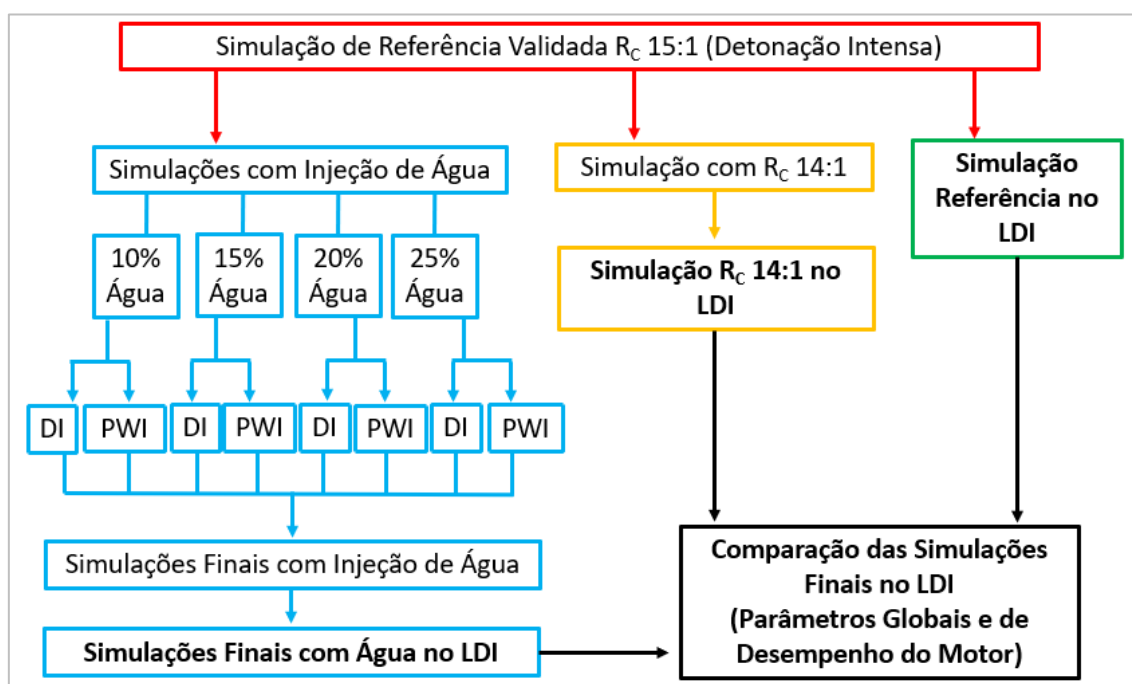 Simulação de Referência Validada R_C 15:1 (Detonação Intensa)
Simulações com Injeção de Água
Simulação com R_C 14:1
Simulação
Referência no
LDI
10%
Água
15%
Água
20%
Água
25%
Água
Simulação R_C 14:1 no
LDI
DI
PWI
DI
PWI
DI
PWI
DI
PWI
Simulações Finais com Injeção de Água
Simulações Finais com Água no LDI
Comparação das Simulações
Finais no LDI
(Parâmetros Globais e de
Desempenho do Motor)